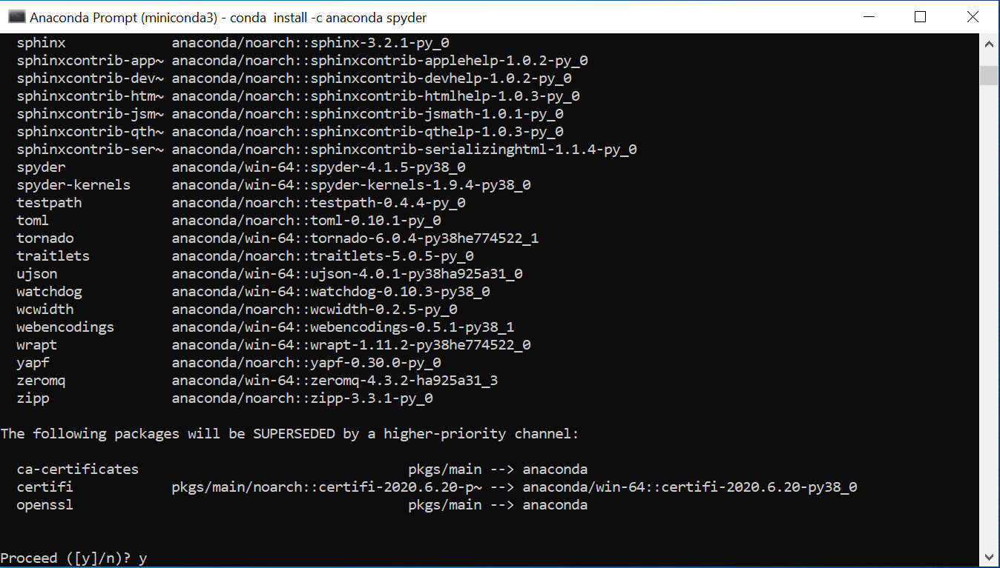 Anaconda Prompt (miniconda3) - conda  install -c anaconda spyder
sphinx             anaconda/noarch::sphinx-3.2.1-py_0
sphinxcontrib-app~ anaconda/noarch::sphinxcontrib-applehelp-1.0.2-py_0
sphinxcontrib-dev~ anaconda/noarch::sphinxcontrib-devhelp-1.0.2-py_0
sphinxcontrib-htm~ anaconda/noarch::sphinxcontrib-htmlhelp-1.0.3-py_0
sphinxcontrib-jsm~ anaconda/noarch::sphinxcontrib-jsmath-1.0.1-py_0
sphinxcontrib-qth~ anaconda/noarch::sphinxcontrib-qthelp-1.0.3-py_0
sphinxcontrib-ser~ anaconda/noarch::sphinxcontrib-serializinghtml-1.1.4-py_0
spyder             anaconda/win-64::spyder-4.1.5-py38_0
spyder-kernels     anaconda/win-64::spyder-kernels-1.9.4-py38_0
testpath           anaconda/noarch::testpath-0.4.4-py_0
toml               anaconda/noarch::toml-0.10.1-py_0
tornado            anaconda/win-64::tornado-6.0.4-py38he774522_1
traitlets          anaconda/noarch::traitlets-5.0.5-py_0
ujson              anaconda/win-64::ujson-4.0.1-py38ha925a31_0
watchdog           anaconda/win-64::watchdog-0.10.3-py38_0
wcwidth            anaconda/noarch::wcwidth-0.2.5-py_0
webencodings       anaconda/win-64::webencodings-0.5.1-py38_1
wrapt              anaconda/win-64::wrapt-1.11.2-py38he774522_0
yapf               anaconda/noarch::yapf-0.30.0-py_0
zeromq             anaconda/win-64::zeromq-4.3.2-ha925a31_3
zipp               anaconda/noarch::zipp-3.3.1-py_0
The following packages will be SUPERSEDED by a higher-priority channel:
ca-certificates                                 pkgs/main --> anaconda
certifi            pkgs/main/noarch::certifi-2020.6.20-p~ --> anaconda/win-64::certifi-2020.6.20-py38_0
openssl                                         pkgs/main --> anaconda
Proceed ([y]/n)? y